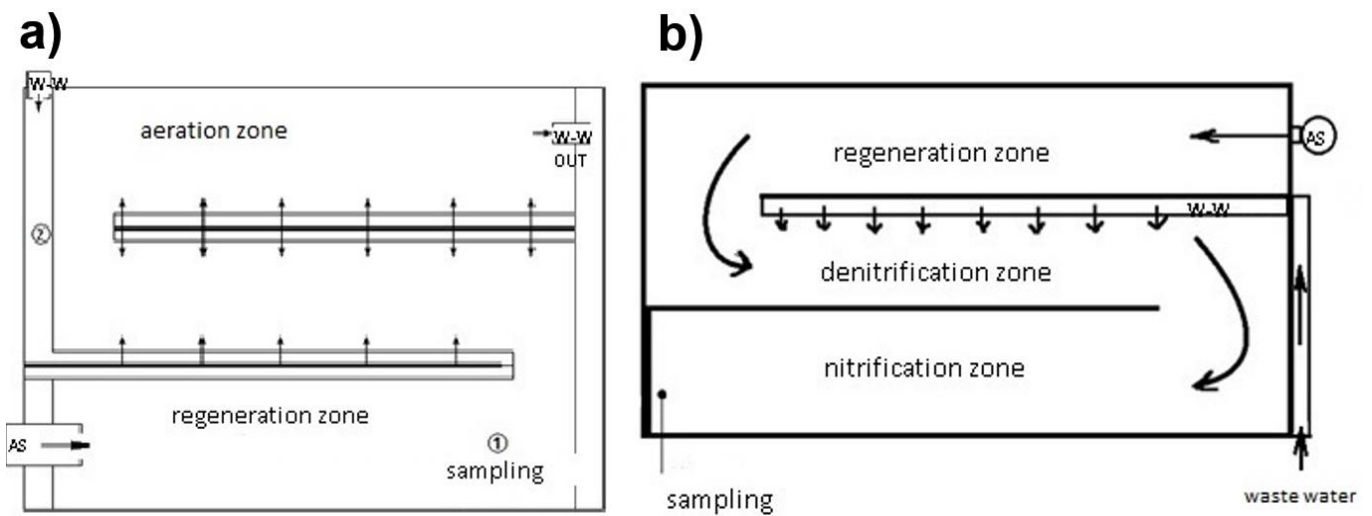 a)
W-W
aeration zone
W-W
OUT
②
regeneration zone
AS
①
sampling
b)
regeneration zone
AS
W-W
denitrification zone
nitrification zone
sampling
waste water